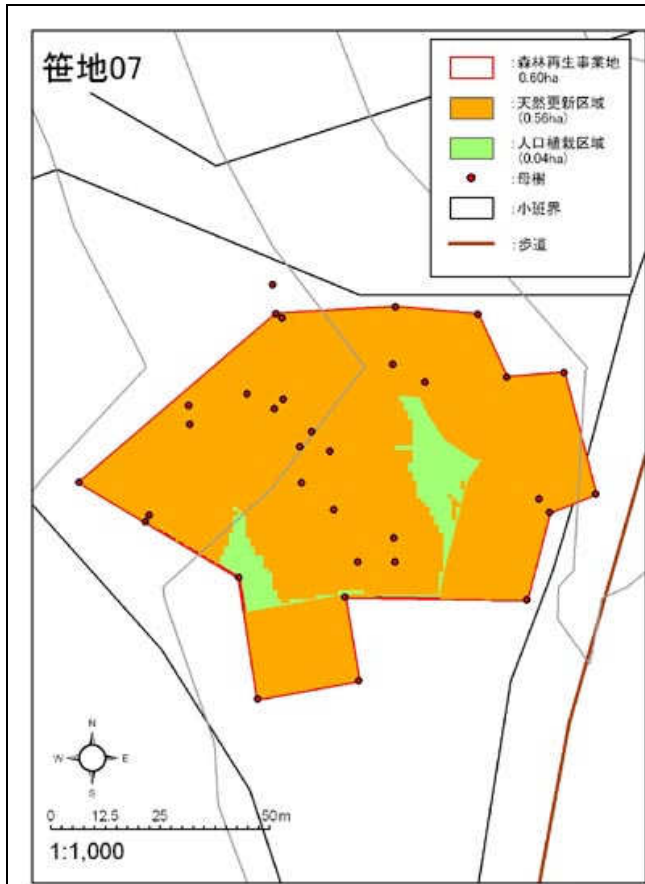 笹地07
:森林再生事業地
0.60ha
:天然更新区域
(0.56ha)
:人口植栽区域
(0.04ha)
:母樹
:小班界
:歩道
N
W E
S
0 12.5 25 50m
1:1,000